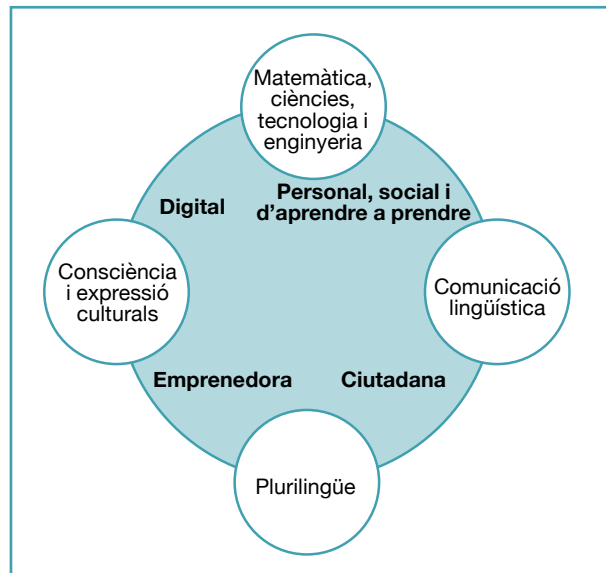 Matemàtica,
ciències,
tecnologia i
enginyeria
Digital
Personal, social i
d’aprendre a prendre
Consciència
i expressió
culturals
Comunicació
lingüística
Emprenedora
Ciutadana
Plurilingüe